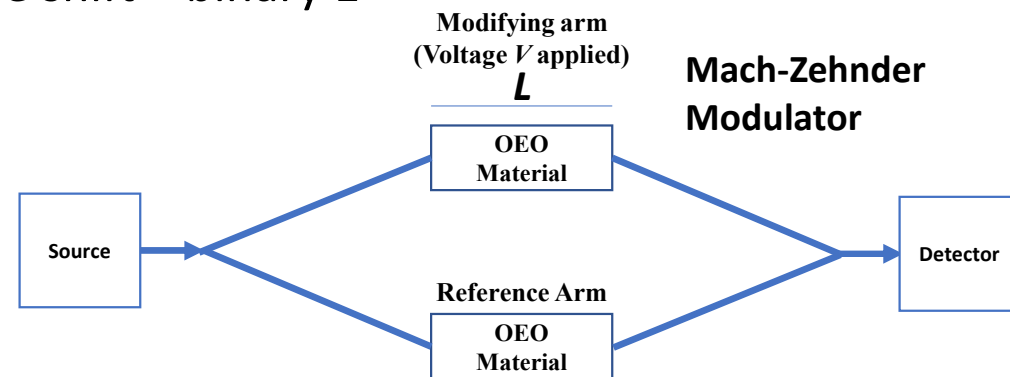 Modifying arm
(Voltage V applied)
L
Mach-Zehnder
Modulator
OEO
Material
Source
Detector
Reference Arm
OEO
Material